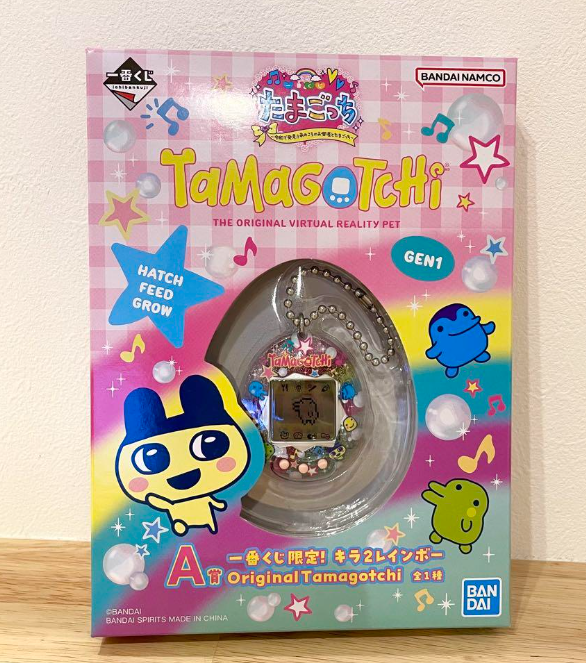 一番くじ
ichibankuji
BANDAI NAMCO
たまごっち
TaMaGoTCHi
THE ORIGINAL VIRTUAL REALITY PET
GEN1
HATCH
FEED
GROW
TaMaGoTCHi
A賞
一番くじ限定! キラ2レインボー
Original Tamagotchi 全1種
©BANDAI
BANDAI SPIRITS MADE IN CHINA
BAN
DAI